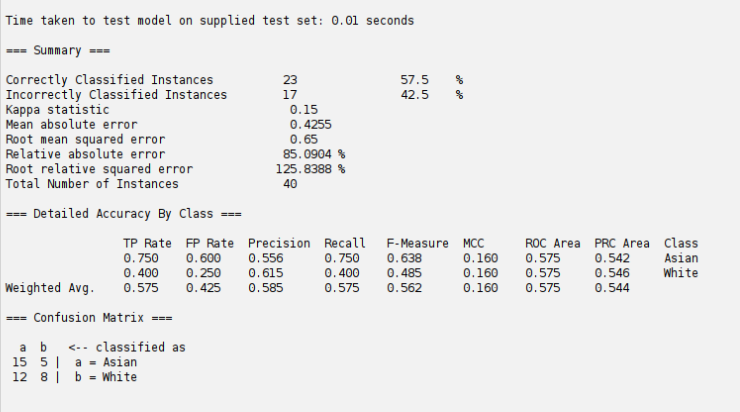 Time taken to test model on supplied test set: 0.01 seconds
=== Summary ===
Correctly Classified Instances 23 57.5 %
Incorrectly Classified Instances 17 42.5 %
Kappa statistic 0.15
Mean absolute error 0.4255
Root mean squared error 0.65
Relative absolute error 85.0904 %
Root relative squared error 125.8388 %
Total Number of Instances 40
=== Detailed Accuracy By Class ===
TP Rate FP Rate Precision Recall F-Measure MCC ROC Area PRC Area Class
0.750 0.600 0.556 0.750 0.638 0.160 0.575 0.542 Asian
0.400 0.250 0.615 0.400 0.485 0.160 0.575 0.546 White
Weighted Avg. 0.575 0.425 0.585 0.575 0.562 0.160 0.575 0.544
=== Confusion Matrix ===
a b <-- classified as
15 5 | a = Asian
12 8 | b = White